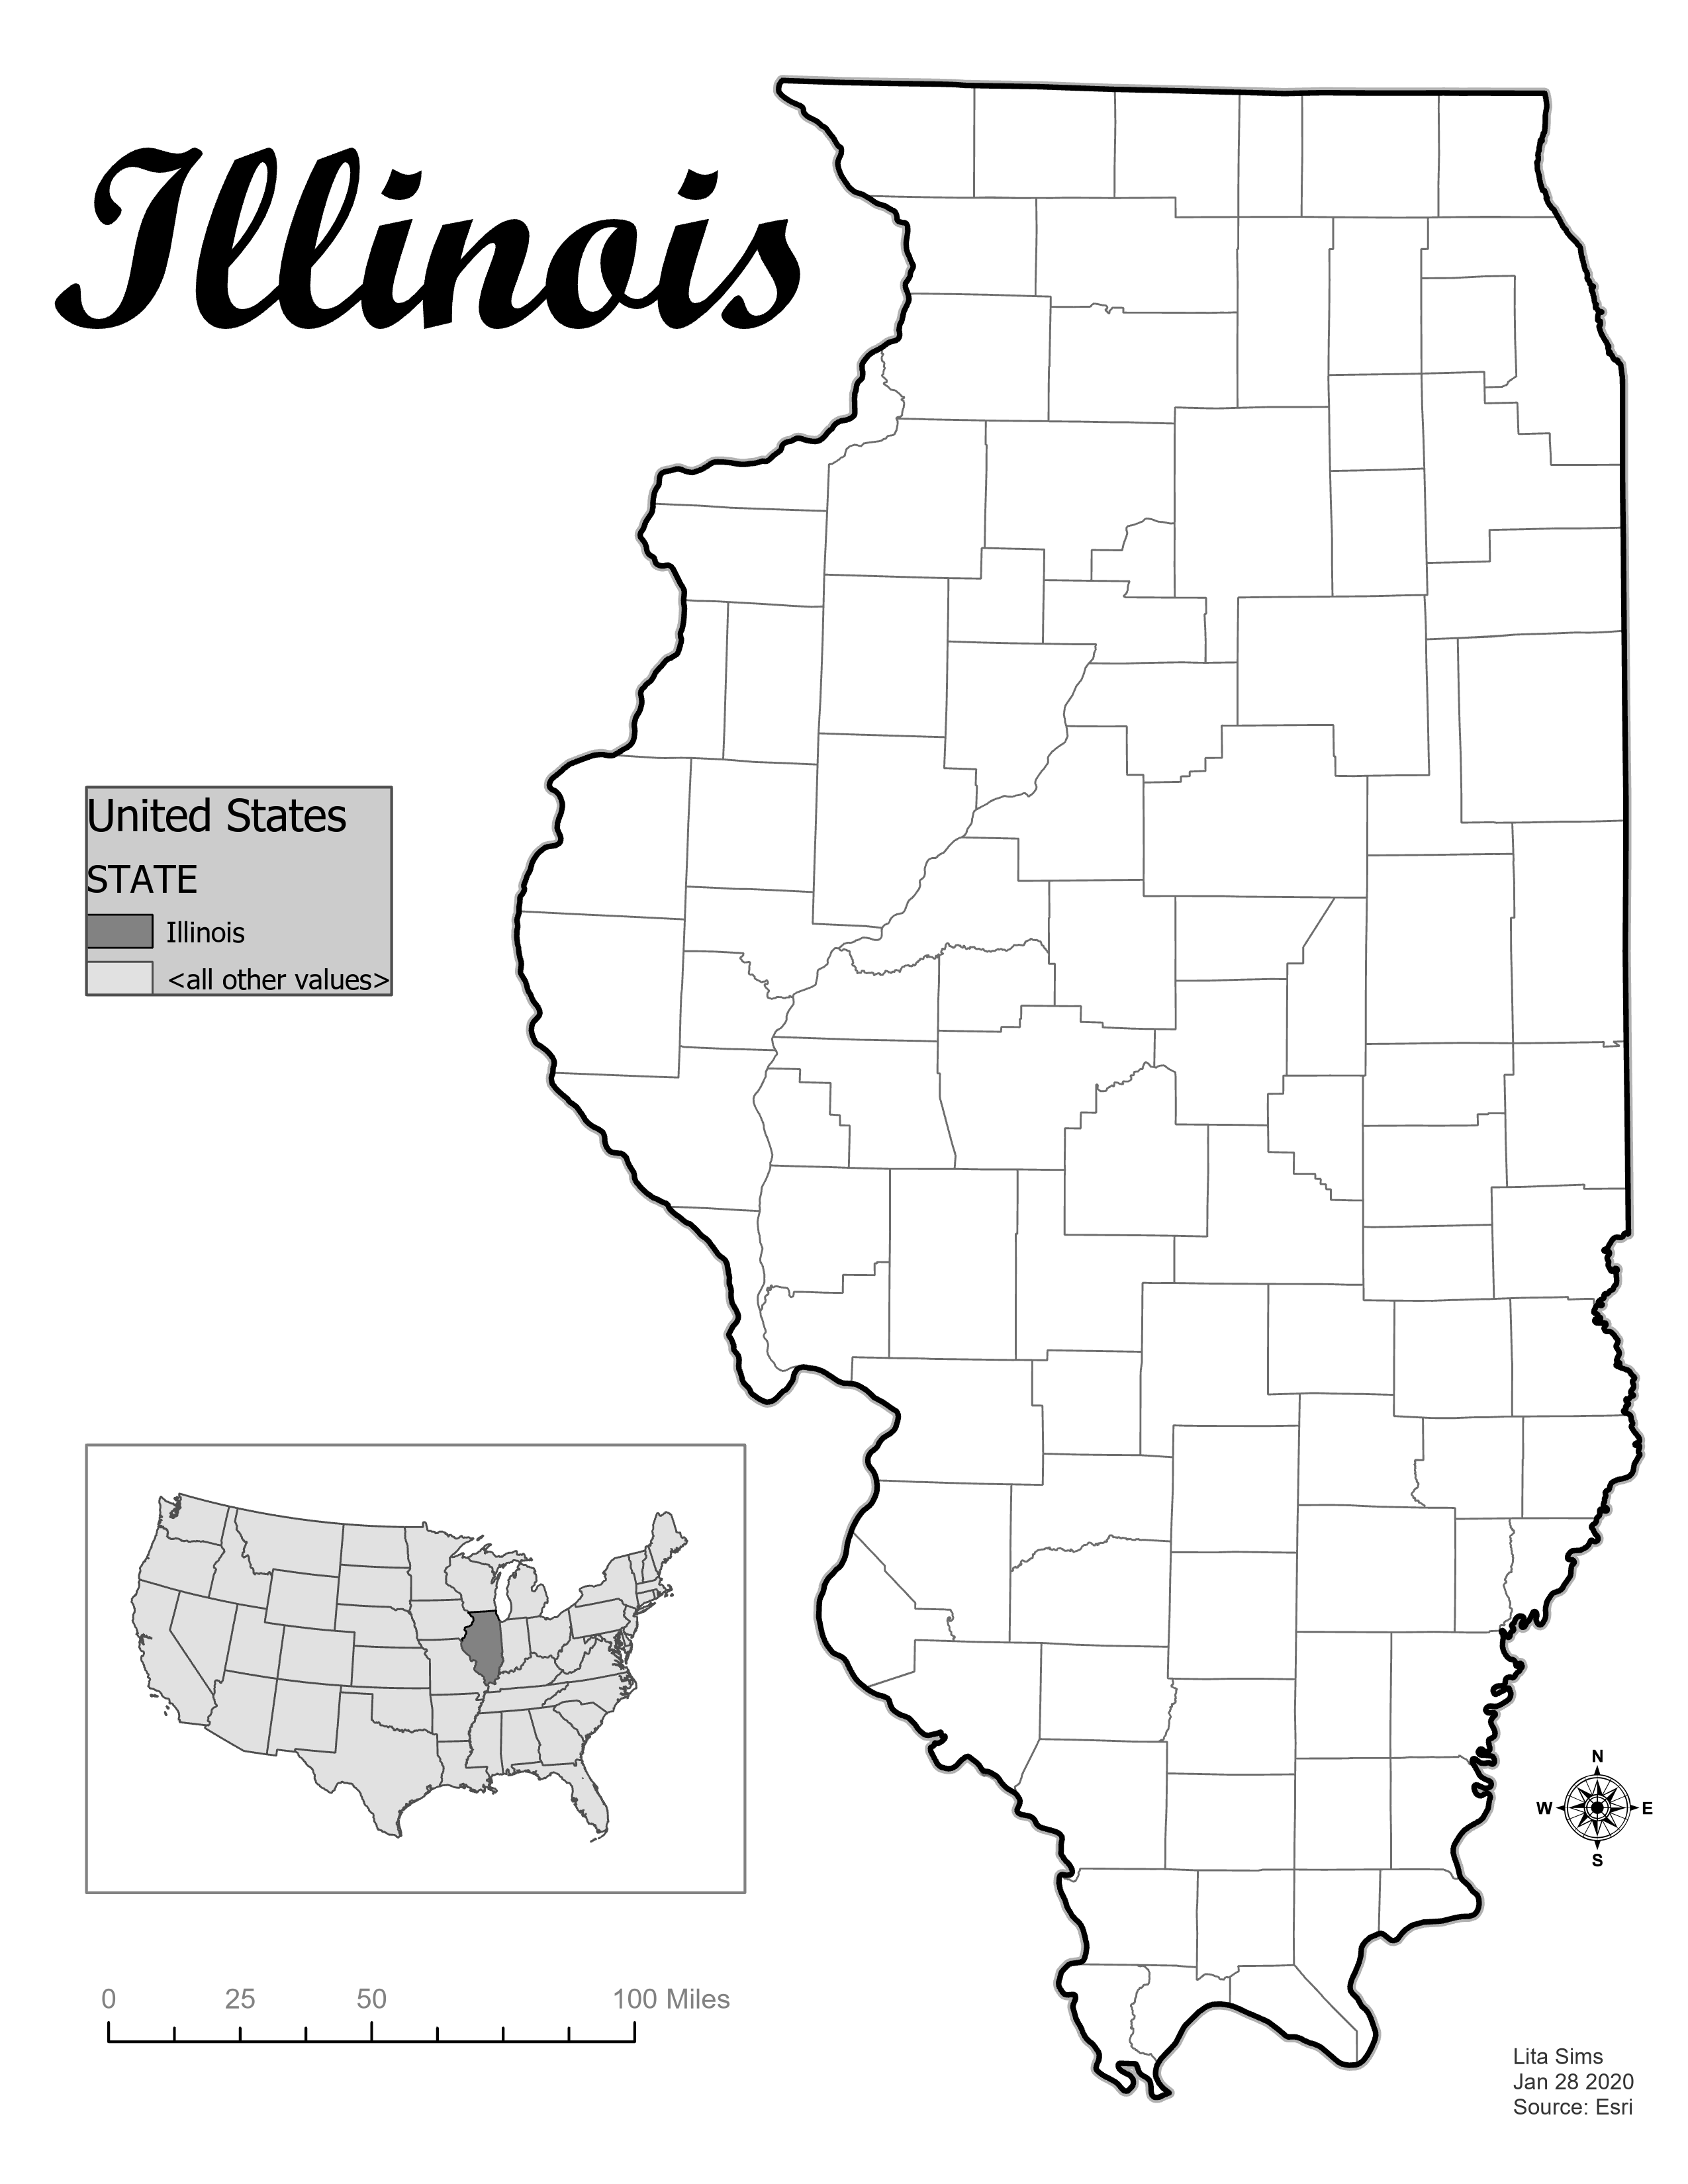 Illinois
United States
STATE
Illinois
<all other values>
0 25 50 100 Miles
N
W E
S
Lita Sims
Jan 28 2020
Source: Esri